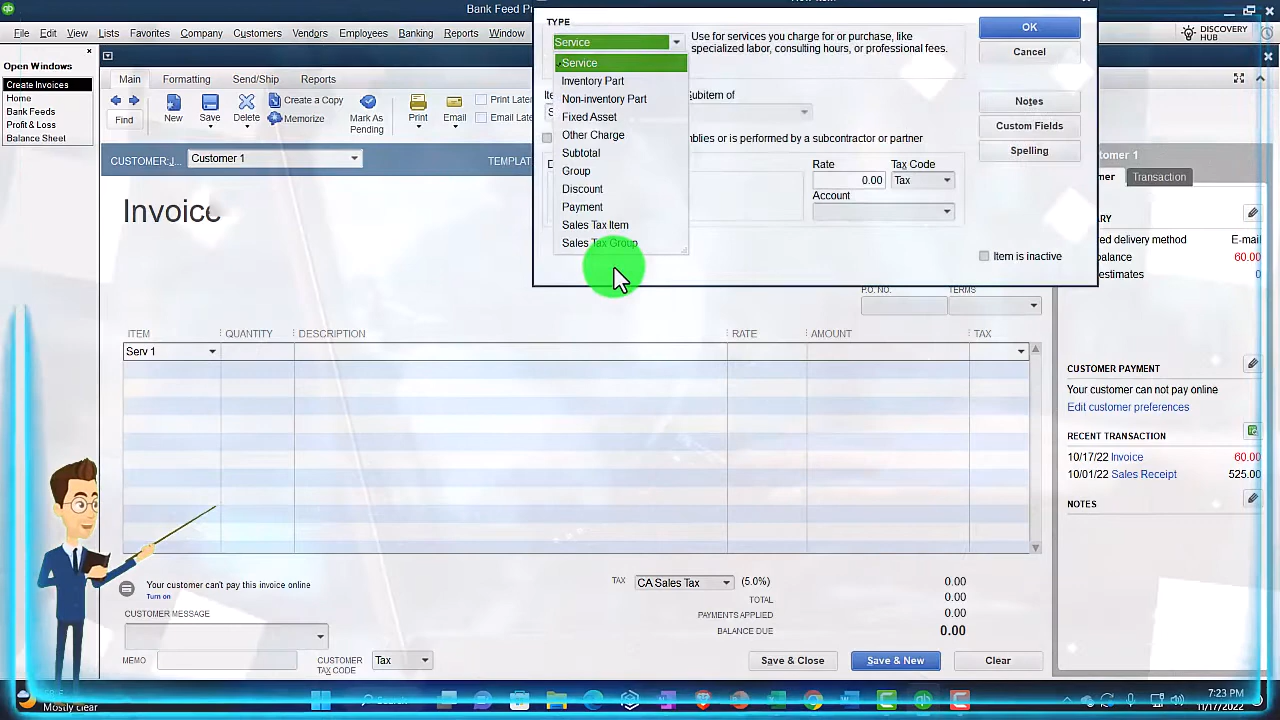 Bank Feed Pr
DISCOVERY
HUB
File Edit View Lists Favorites Company Customers Vendors Employees Banking Reports Window
Open Windows
Create Invoices
Home
Bank Feeds
Profit & Loss
Balance Sheet
Main Formatting Send/Ship Reports
Find
New
Save
Delete
Create a Copy
Memorize
Mark As
Pending
Print
Email
Print Later
Email Late
CUSTOMER:J... Customer 1 TEMPLAT
Invoice
TYPE
Service
Use for services you charge for or purchase, like
specialized labor, consulting hours, or professional fees.
Service
Inventory Part
Non-inventory Part
Fixed Asset
Other Charge
Subtotal
Group
Discount
Payment
Sales Tax Item
Sales Tax Group
ubitem of
mblies or is performed by a subcontractor or partner
Rate Tax Code
0.00 Tax
Account
Item is inactive
OK
Cancel
Notes
Custom Fields
Spelling
P.O. NO. TERMS
ITEM QUANTITY DESCRIPTION RATE AMOUNT TAX
Serv 1
Your customer can't pay this invoice online
Turn on
CUSTOMER MESSAGE
MEMO
CUSTOMER
TAX CODE
Tax
TAX CA Sales Tax (5.0%) 0.00
TOTAL 0.00
PAYMENTS APPLIED 0.00
BALANCE DUE 0.00
Save & Close Save & New Clear
omer 1
mer Transaction
ARY
ed delivery method E-mail
balance 60.00
estimates 0
CUSTOMER PAYMENT
Your customer can not pay online
Edit customer preferences
RECENT TRANSACTION
10/17/22 Invoice 60.00
10/01/22 Sales Receipt 525.00
NOTES
Mostly clear
Search
7:23 PM
11/17/2022